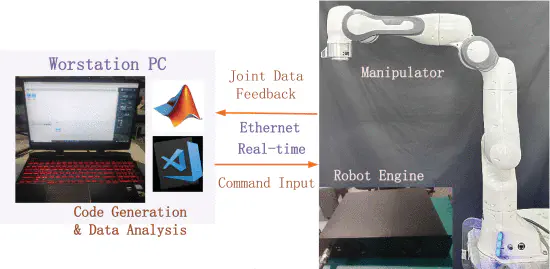 Worstation PC
Code Generation
& Data Analysis
Joint Data
Feedback
Ethernet
Real-time
Command Input
Manipulator
Robot Engine